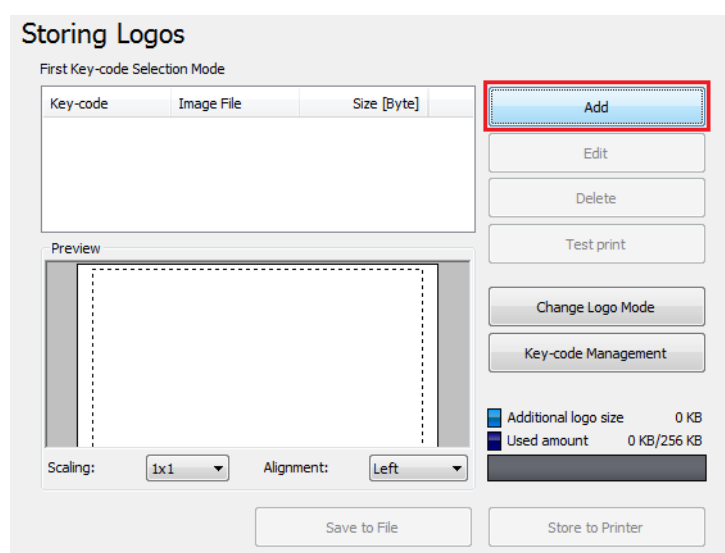 Storing Logos
First Key-code Selection Mode
Key-code Image File Size [Byte]
Add
Edit
Delete
Test print
Preview
Change Logo Mode
Key-code Management
Additional logo size 0 KB
Used amount 0 KB/256 KB
Scaling: 1x1 Alignment: Left
Save to File Store to Printer